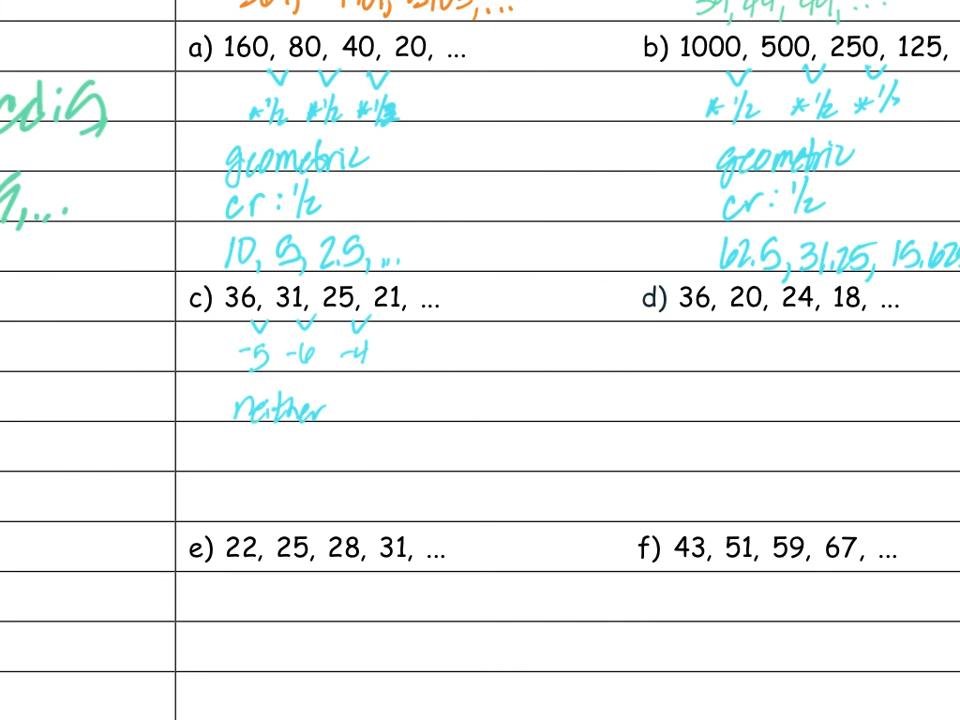 a) 160, 80, 40, 20, ... b) 1000, 500, 250, 125,
*½ *½ *½ *½ *½ *½
geometric geometric
cr: ½ cr: ½
10, 5, 2.5, ... 62.5, 31.25, 15.62
c) 36, 31, 25, 21, ... d) 36, 20, 24, 18, ...
-5 -6 -4
neither
e) 22, 25, 28, 31, ... f) 43, 51, 59, 67, ...